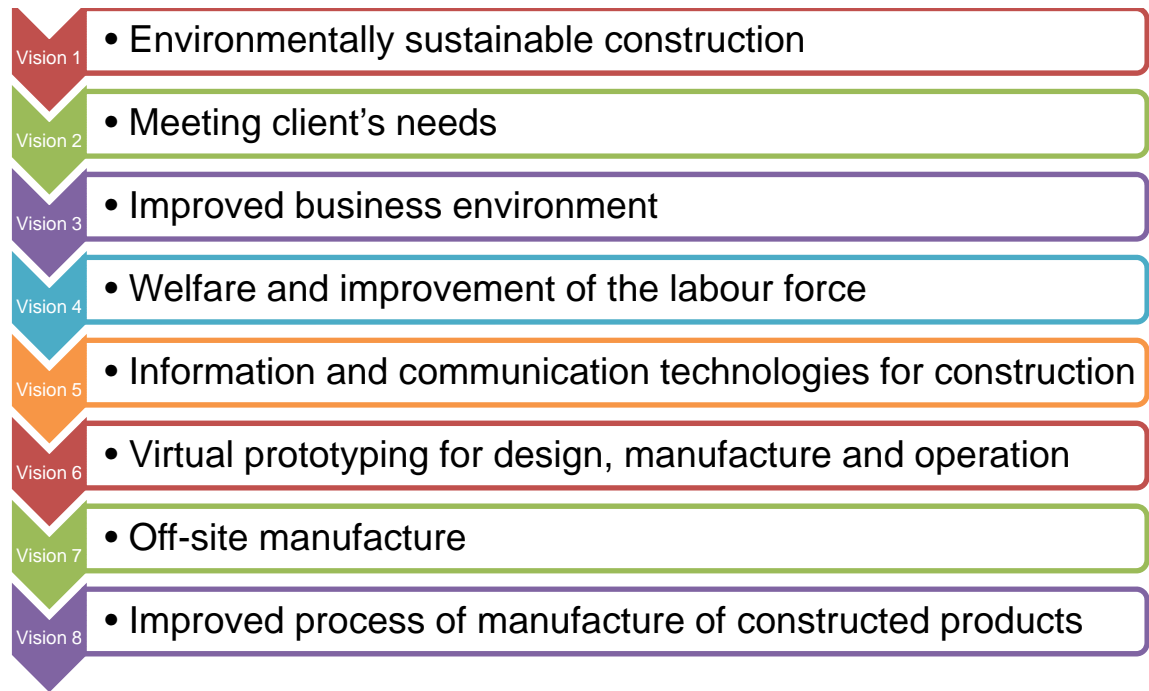 Vision 1
• Environmentally sustainable construction
Vision 2
• Meeting client’s needs
Vision 3
• Improved business environment
Vision 4
• Welfare and improvement of the labour force
Vision 5
• Information and communication technologies for construction
Vision 6
• Virtual prototyping for design, manufacture and operation
Vision 7
• Off-site manufacture
Vision 8
• Improved process of manufacture of constructed products